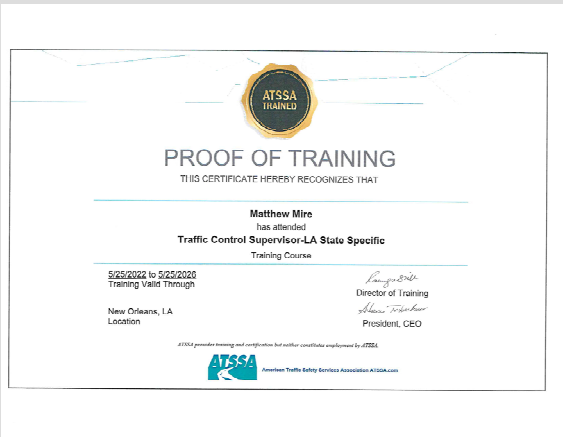 ATSSA
TRAINED
PROOF OF TRAINING
THIS CERTIFICATE HEREBY RECOGNIZES THAT
Matthew Mire
has attended
Traffic Control Supervisor-LA State Specific
Training Course
5/25/2022 to 5/25/2026
Training Valid Through
Director of Training
New Orleans, LA
Location
President, CEO
ATSSA provides training and certification but neither constitutes employment by ATSSA.
ATSSA
American Traffic Safety Services Association ATSSA.com